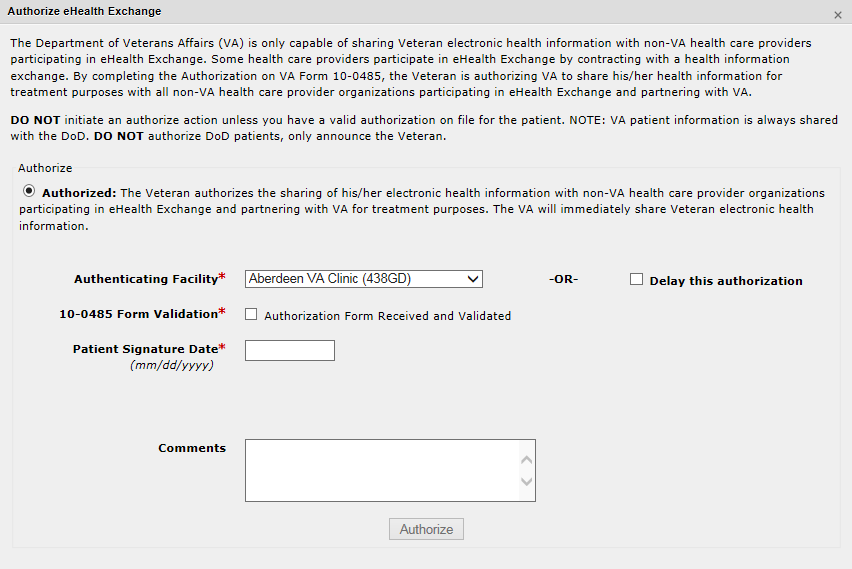 Authorize eHealth Exchange
×
The Department of Veterans Affairs (VA) is only capable of sharing Veteran electronic health information with non-VA health care providers
participating in eHealth Exchange. Some health care providers participate in eHealth Exchange by contracting with a health information
exchange. By completing the Authorization on VA Form 10-0485, the Veteran is authorizing VA to share his/her health information for
treatment purposes with all non-VA health care provider organizations participating in eHealth Exchange and partnering with VA.
DO NOT initiate an authorize action unless you have a valid authorization on file for the patient. NOTE: VA patient information is always shared
with the DoD. DO NOT authorize DoD patients, only announce the Veteran.
Authorize
Authorized: The Veteran authorizes the sharing of his/her electronic health information with non-VA health care provider organizations
participating in eHealth Exchange and partnering with VA for treatment purposes. The VA will immediately share Veteran electronic health
information.
Authenticating Facility* Aberdeen VA Clinic (438GD) -OR- Delay this authorization
10-0485 Form Validation* Authorization Form Received and Validated
Patient Signature Date*
(mm/dd/yyyy)
Comments
Authorize